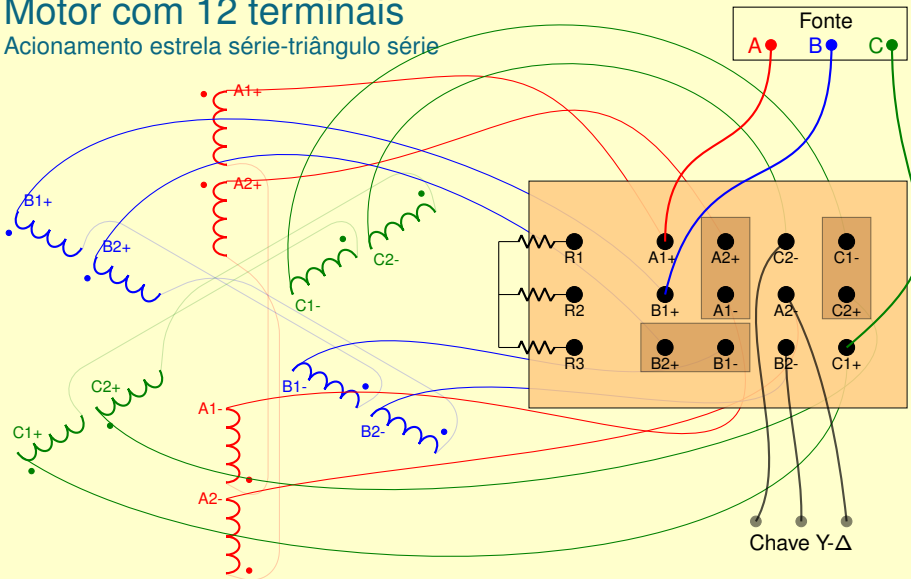 Motor com 12 terminais
Acionamento estrela série-triângulo série
Fonte
A B C
A1+
A2+
B1+
B2+
C2-
C1-
R1 A1+ A2+ C2- C1-
R2 B1+ A1- A2- C2+
R3 B2+ B1- B2- C1+
B1-
C2+
A1-
C1+
B2-
A2-
Chave Y-Δ